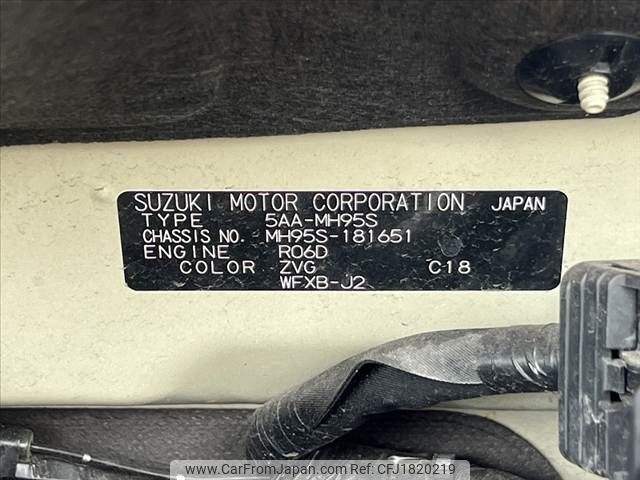 SUZUKI MOTOR CORPORATION JAPAN
TYPE 5AA-MH95S
CHASSIS NO. MH95S-181651
ENGINE R06D
COLOR ZVG C18
WFXB-J2
www.CarFromJapan.com | Ref: CFJ1820219